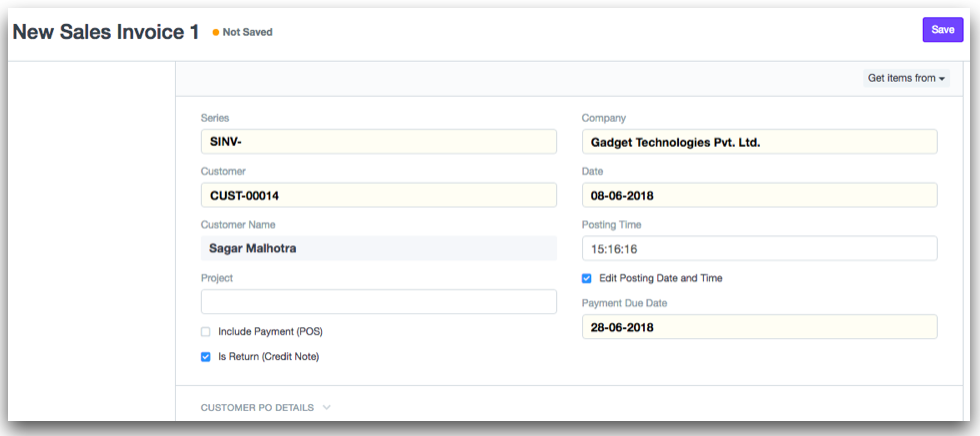 New Sales Invoice 1 Not Saved Save
Get items from
Series
SINV-
Customer
CUST-00014
Customer Name
Sagar Malhotra
Project
Include Payment (POS)
Is Return (Credit Note)
Company
Gadget Technologies Pvt. Ltd.
Date
08-06-2018
Posting Time
15:16:16
Edit Posting Date and Time
Payment Due Date
28-06-2018
CUSTOMER PO DETAILS